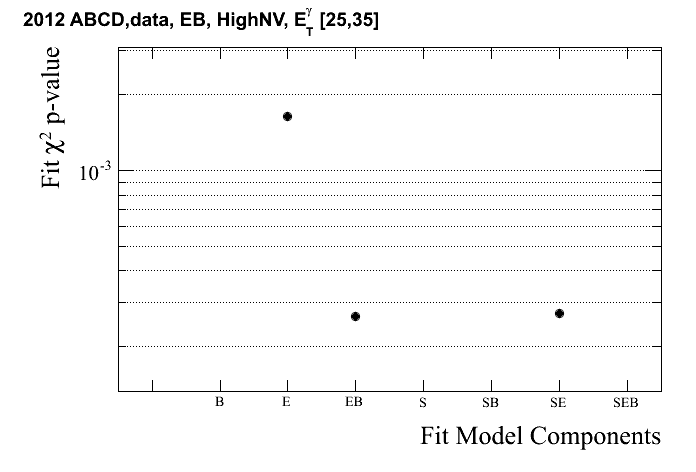 2012 ABCD,data, EB, HighNV, E_T^γ [25,35]
Fit χ² p-value
10⁻³
B E EB S SB SE SEB
Fit Model Components